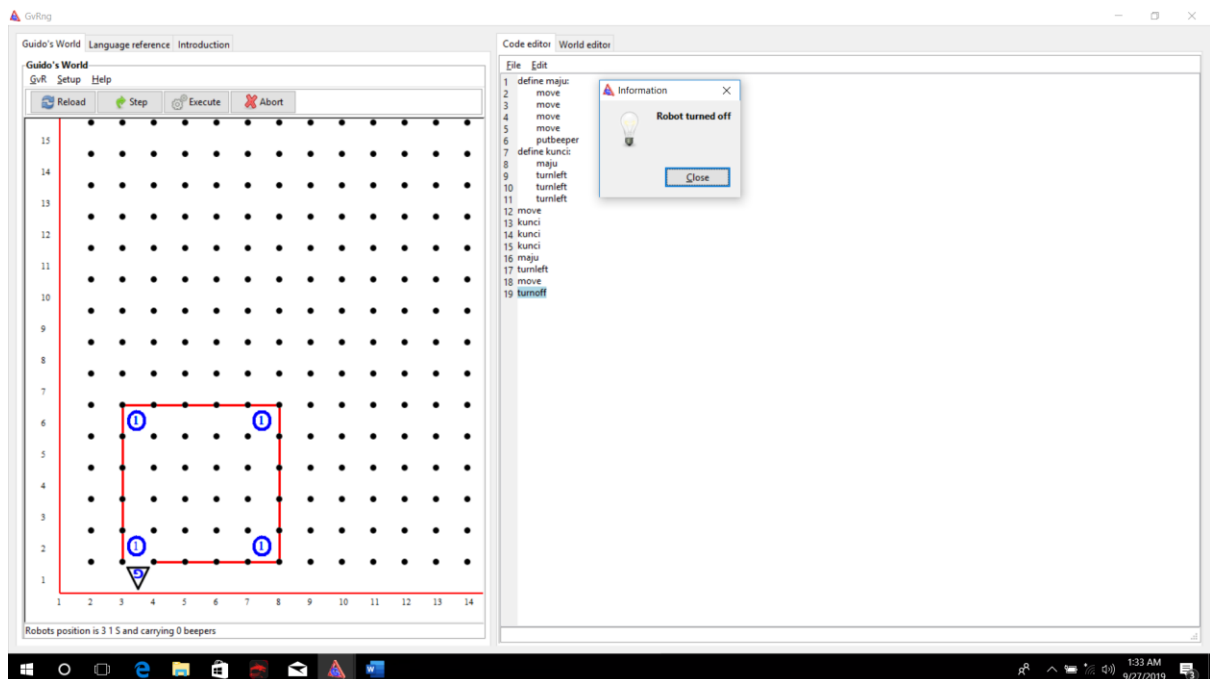 GvRng
Guido's World Language reference Introduction
Guido's World
GvR Setup Help
Reload Step Execute Abort
15
14
13
12
11
10
9
8
7
6
5
4
3
2
1
1 1
1 1
G
1 2 3 4 5 6 7 8 9 10 11 12 13 14
Robots position is 3 1 S and carrying 0 beepers
Code editor World editor
File Edit
1 define maju:
2 move
3 move
4 move
5 move
6 putbeeper
7 define kunci:
8 maju
9 turnleft
10 turnleft
11 turnleft
12 move
13 kunci
14 kunci
15 kunci
16 maju
17 turnleft
18 move
19 turnoff
Information
Robot turned off
Close
1:33 AM
9/27/2019